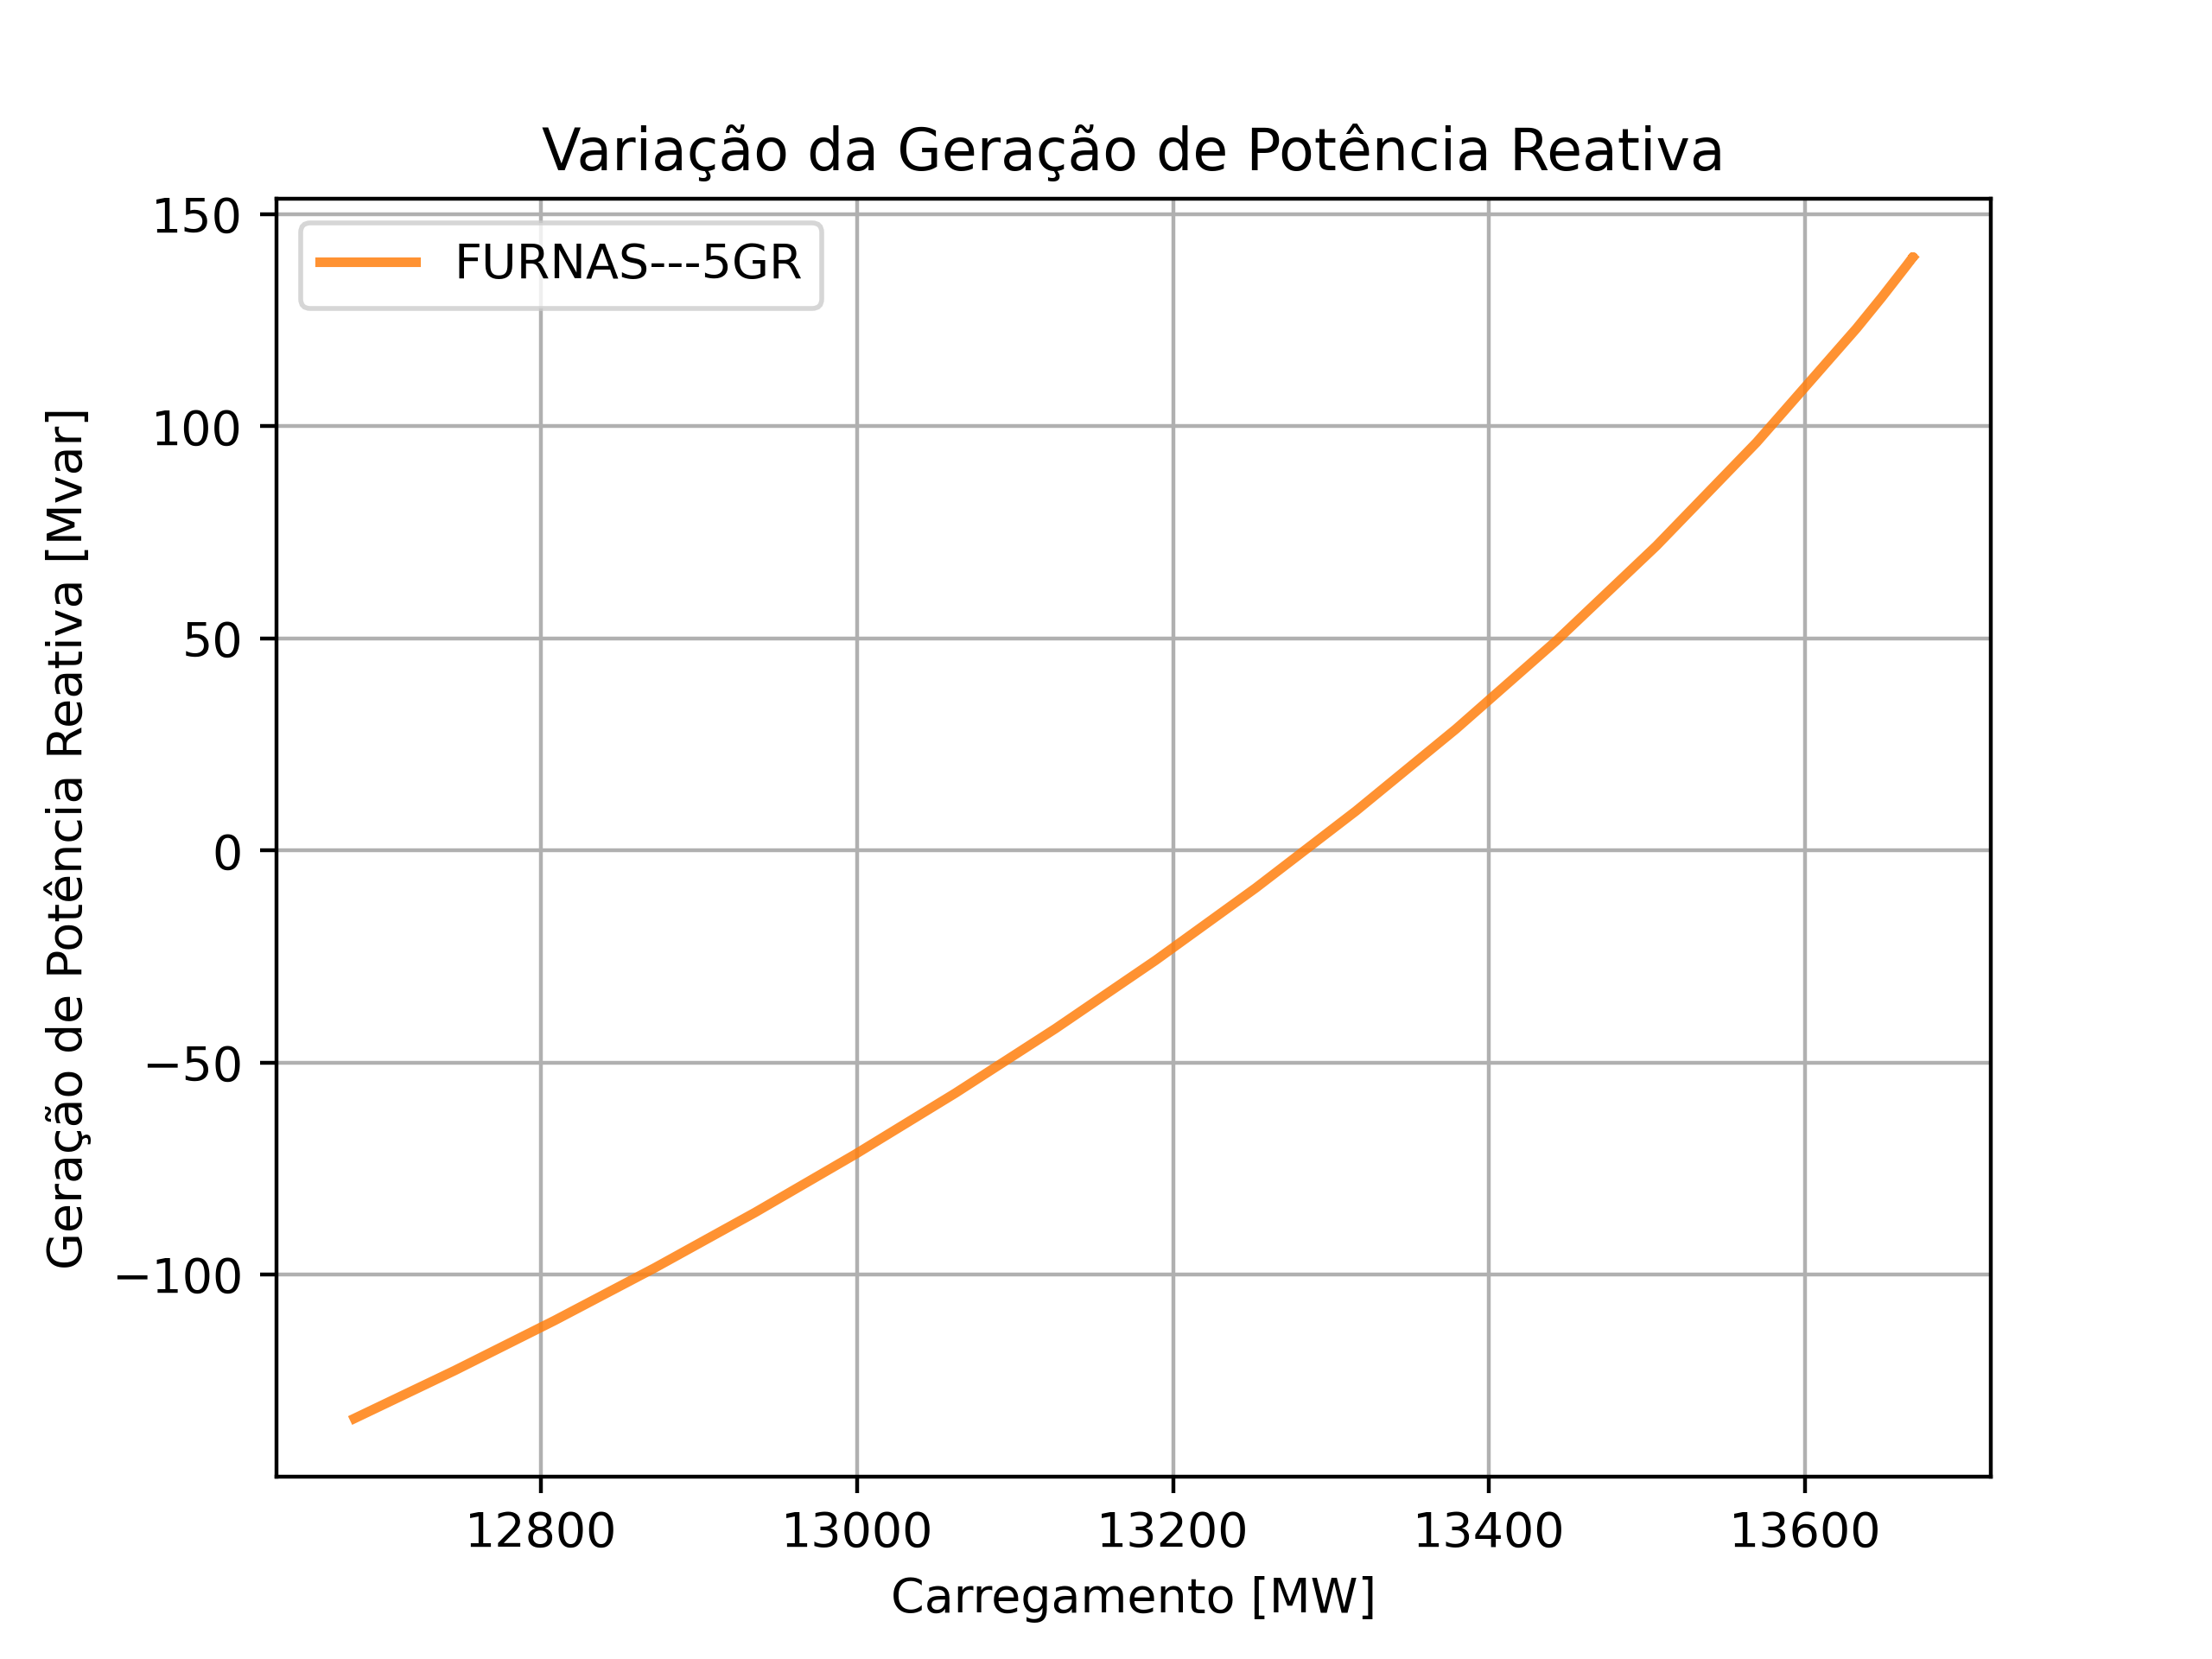 Variação da Geração de Potência Reativa
FURNAS---5GR
Geração de Potência Reativa [Mvar]
150
100
50
0
−50
−100
12800 13000 13200 13400 13600
Carregamento [MW]